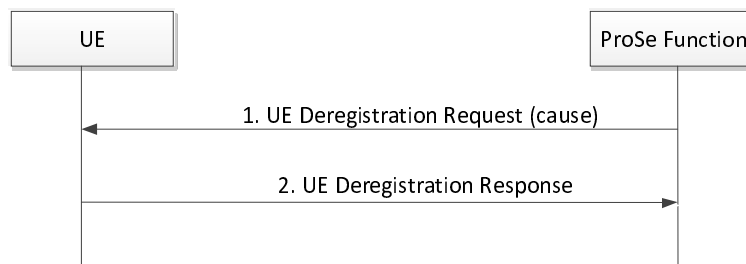 UE
ProSe Function
1. UE Deregistration Request (cause)
2. UE Deregistration Response